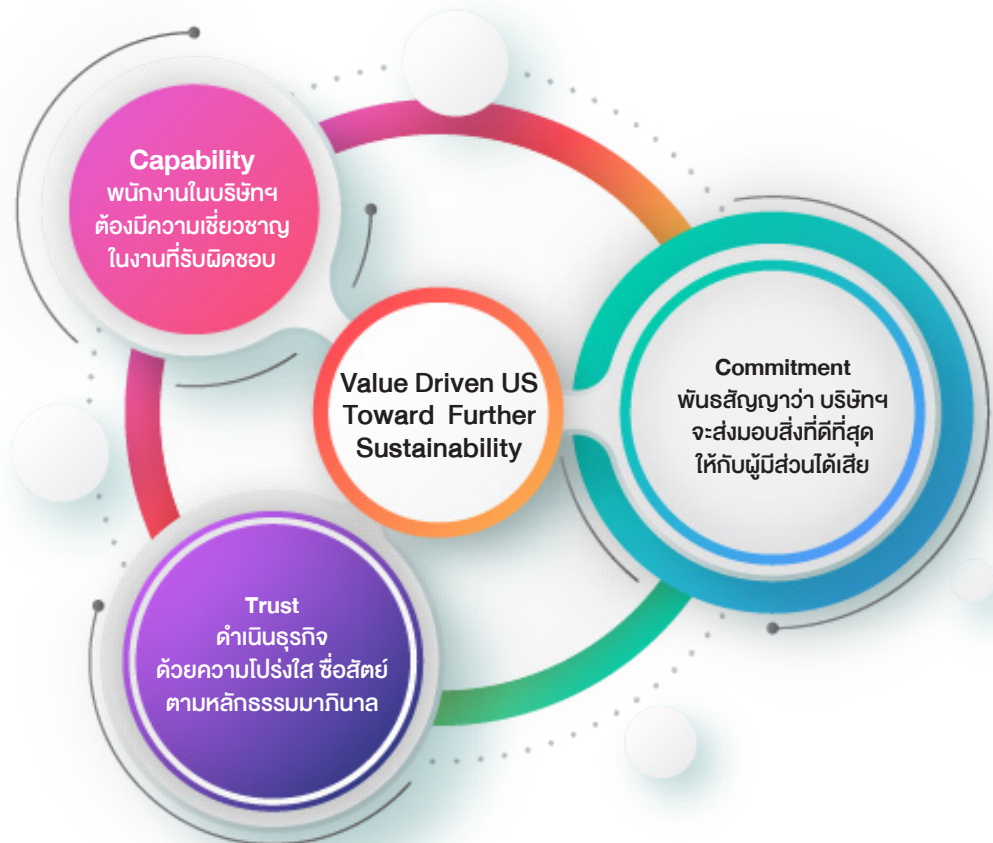 Capability
พนักงานในบริษัทฯ
ต้องมีความเชี่ยวชาญ
ในงานที่รับผิดชอบ
Value Driven US
Toward Further
Sustainability
Commitment
พันธสัญญาว่า บริษัทฯ
จะส่งมอบสิ่งที่ดีที่สุด
ให้กับผู้มีส่วนได้เสีย
Trust
ดำเนินธุรกิจ
ด้วยความโปร่งใส ซื่อสัตย์
ตามหลักธรรมมาภินาล